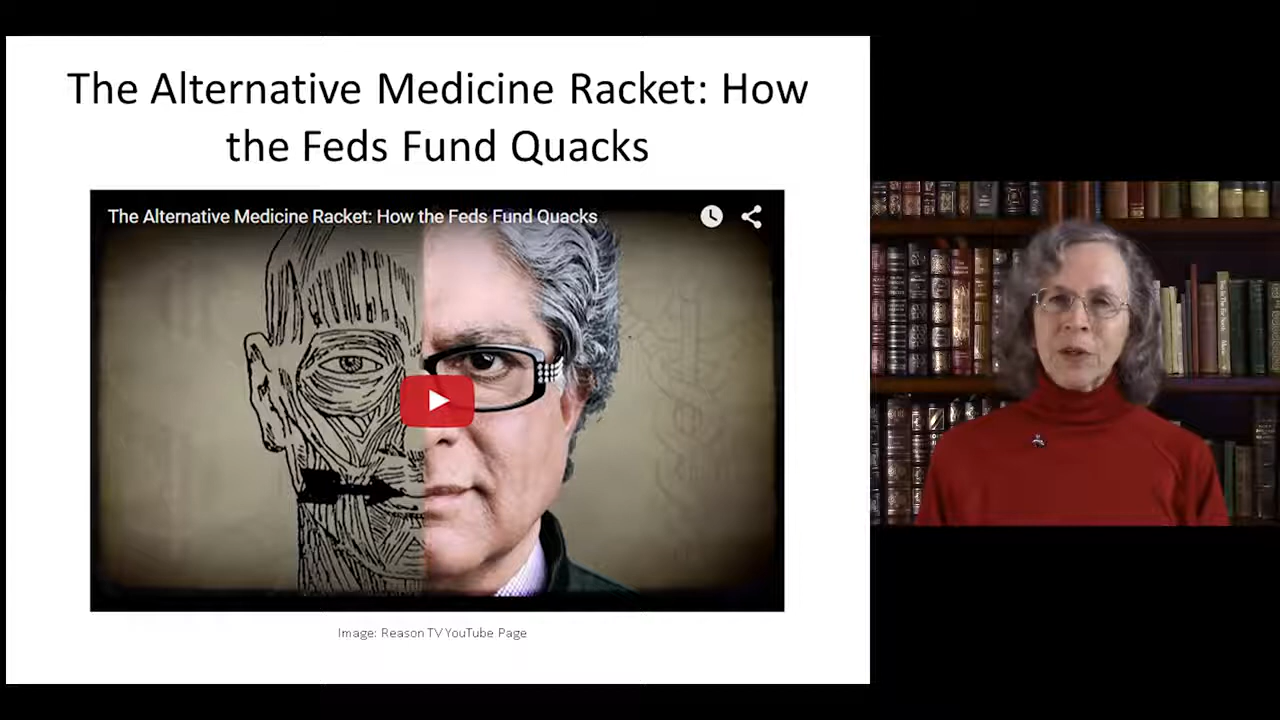 The Alternative Medicine Racket: How
the Feds Fund Quacks
The Alternative Medicine Racket: How the Feds Fund Quacks
Image: Reason TV YouTube Page